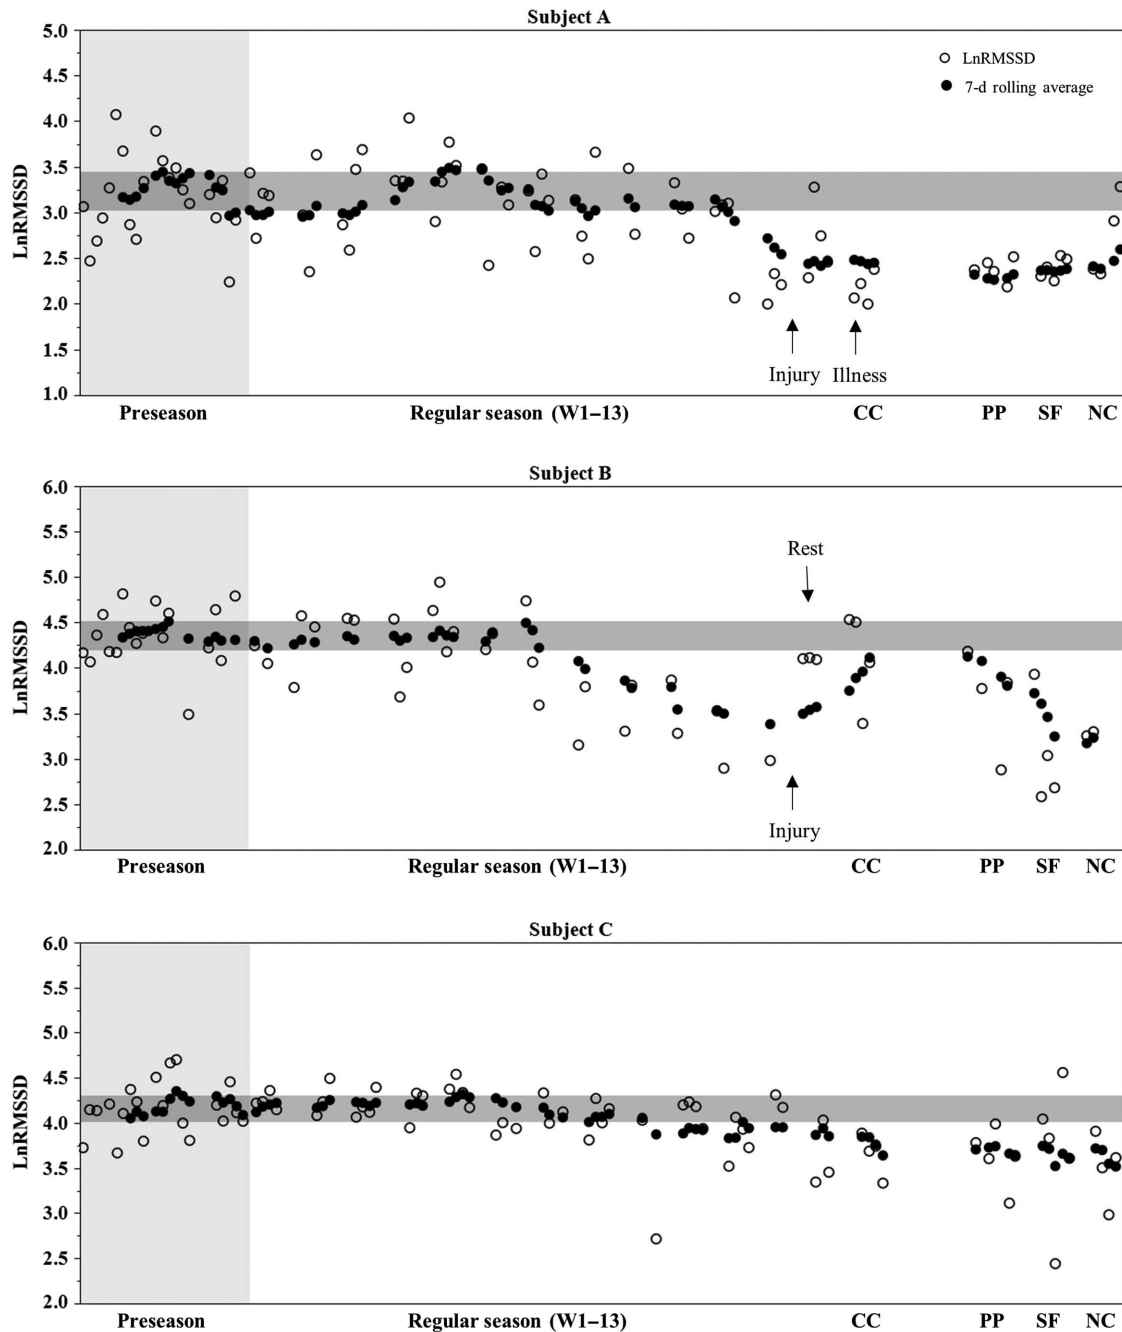 Subject A
5.0
4.5
4.0
3.5
3.0
2.5
2.0
1.5
1.0
LnRMSSD
LnRMSSD
7-d rolling average
Injury
Illness
Preseason
Regular season (W1–13)
CC
PP
SF
NC
Subject B
6.0
5.5
5.0
4.5
4.0
3.5
3.0
2.5
2.0
LnRMSSD
Rest
Injury
Preseason
Regular season (W1–13)
CC
PP
SF
NC
Subject C
6.0
5.5
5.0
4.5
4.0
3.5
3.0
2.5
2.0
LnRMSSD
Preseason
Regular season (W1–13)
CC
PP
SF
NC